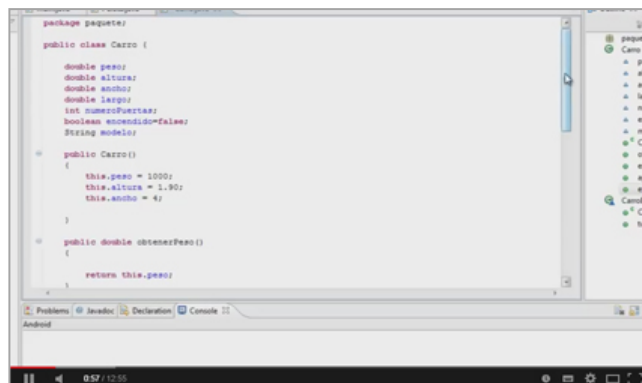 package paquete;
public class Carro {
double peso;
double altura;
double ancho;
double largo;
int numeroPuertas;
boolean encendido=false;
String modelo;
public Carro()
{
this.peso = 1000;
this.altura = 1.90;
this.ancho = 4;
}
public double obtenerPeso()
{
return this.peso;
}
Problems Javadoc Declaration Console
Android
0:57 / 12:55
paque
Carro